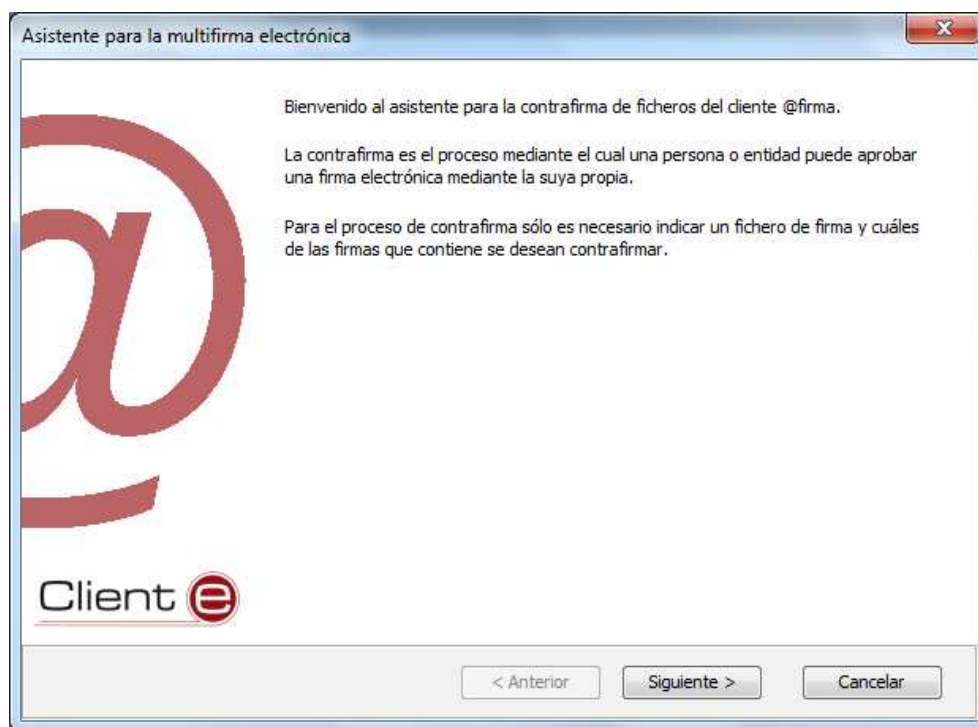 Asistente para la multifirma electrónica
Bienvenido al asistente para la contrafirma de ficheros del cliente @firma.
La contrafirma es el proceso mediante el cual una persona o entidad puede aprobar
una firma electrónica mediante la suya propia.
Para el proceso de contrafirma sólo es necesario indicar un fichero de firma y cuáles
de las firmas que contiene se desean contrafirmar.
@
Client e
< Anterior
Siguiente >
Cancelar